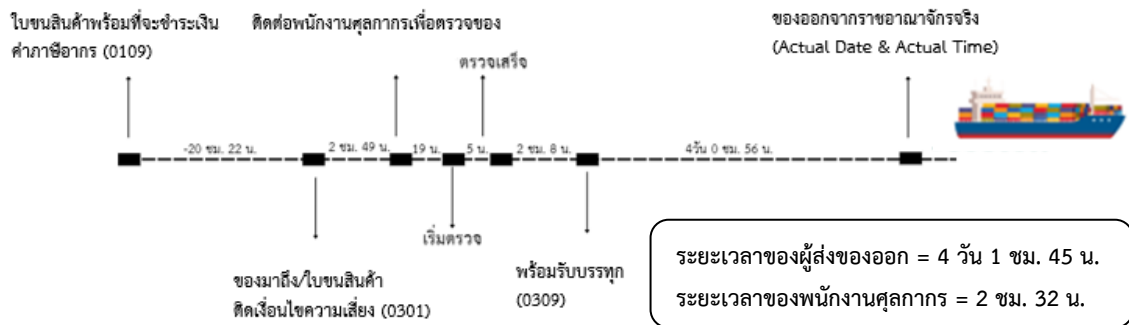 ใบขนสินค้าพร้อมที่จะชำระเงิน
ค่าภาษีอากร (0109)
ติดต่อพนักงานศุลกากรเพื่อตรวจของ
ตรวจเสร็จ
ของออกจากราชอาณาจักรจริง
(Actual Date & Actual Time)
-20 ชม. 22 น.
2 ชม. 49 น.
19 น.
5 น.
2 ชม. 8 น.
4วัน 0 ชม. 56 น.
เริ่มตรวจ
ของมาถึง/ใบขนสินค้า
ติดเงื่อนไขความเสี่ยง (0301)
พร้อมรับบรรทุก
(0309)
ระยะเวลาของผู้ส่งของออก = 4 วัน 1 ชม. 45 น.
ระยะเวลาของพนักงานศุลกากร = 2 ชม. 32 น.